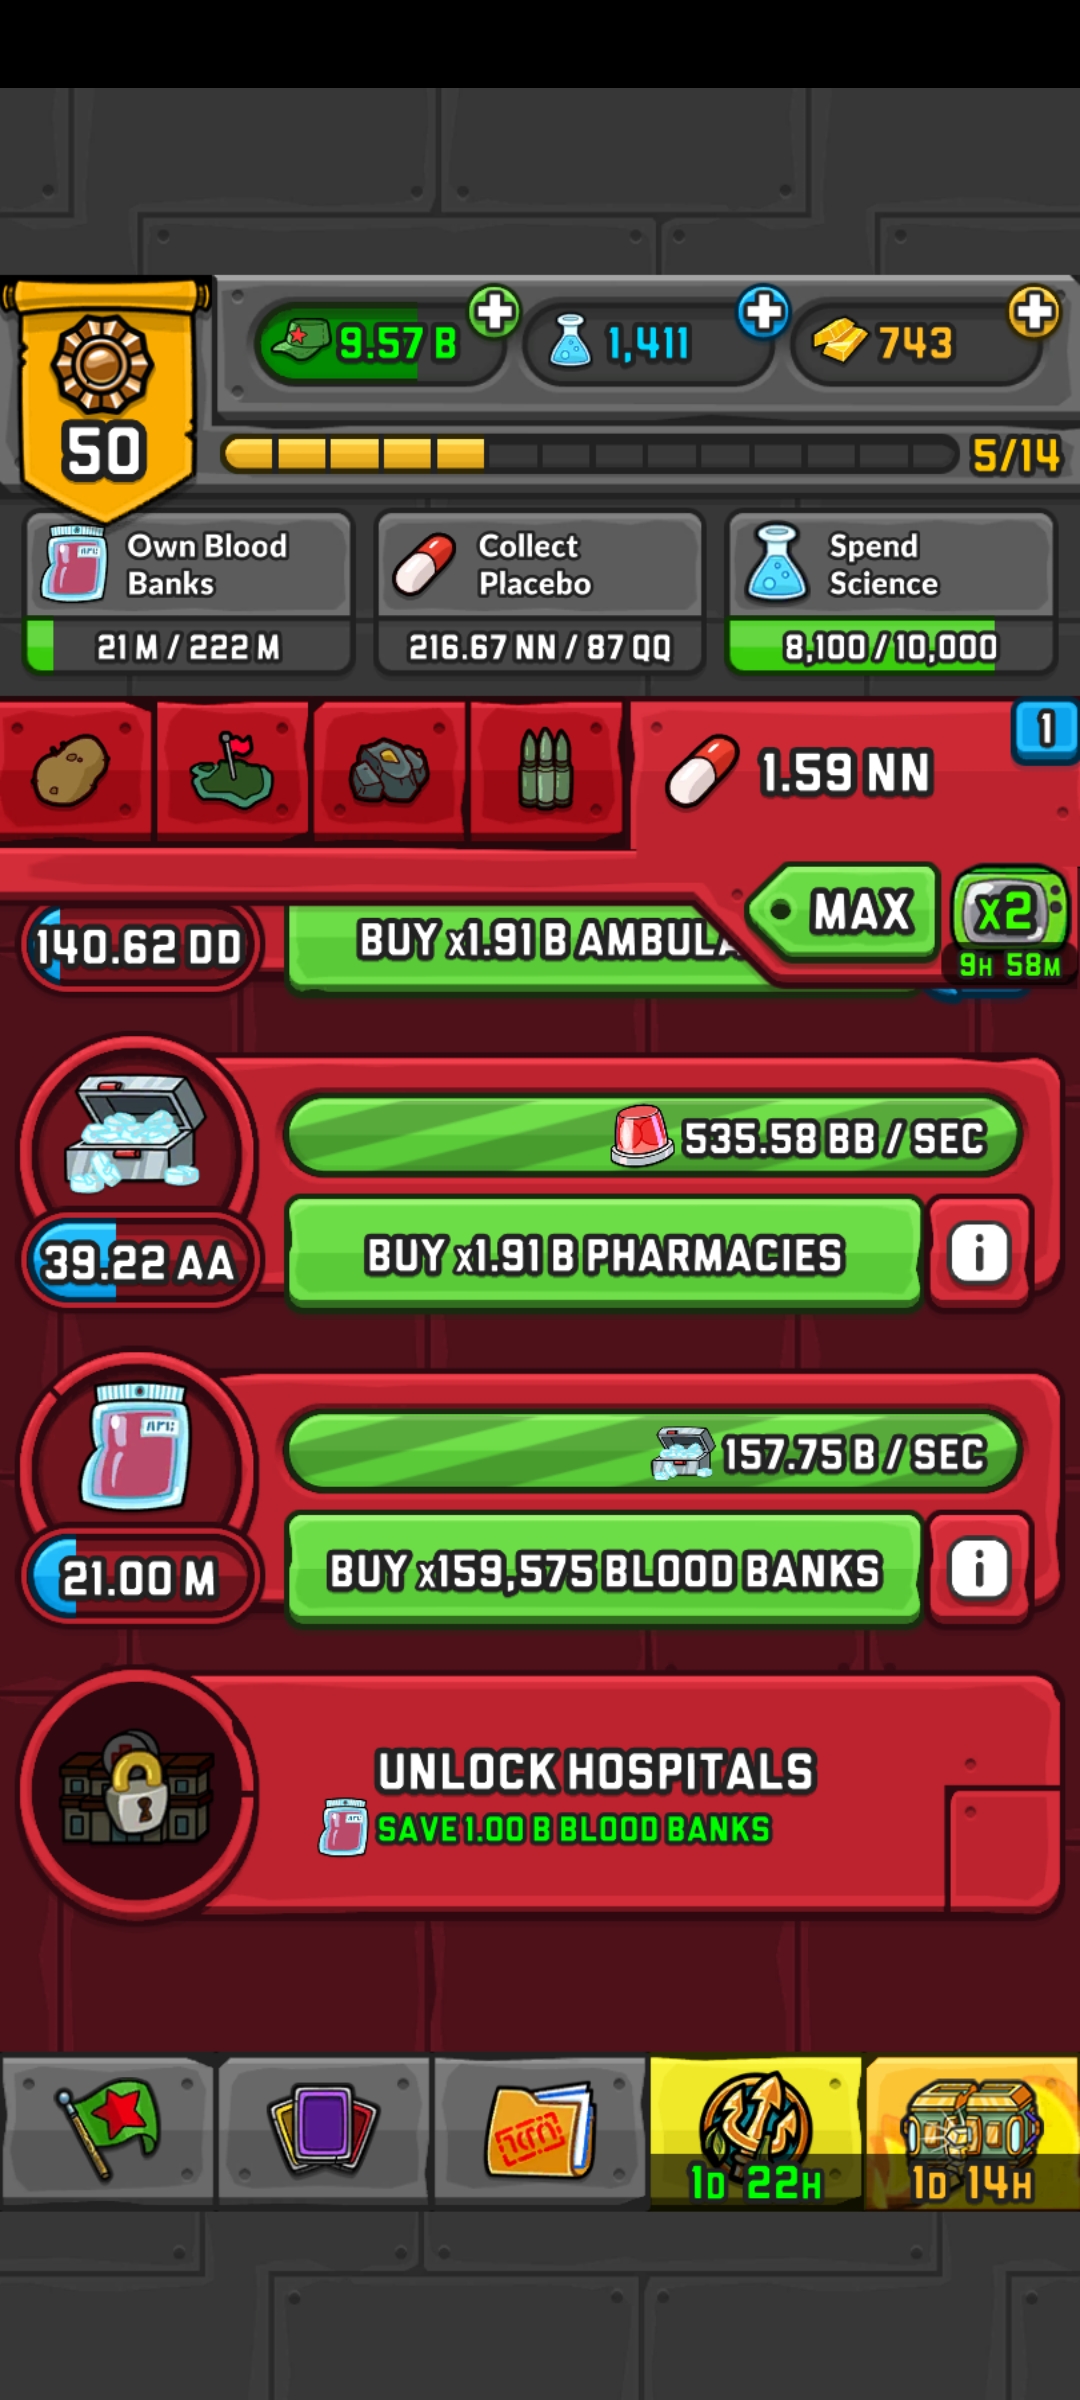 9.57 B
1,411
743
50
5/14
Own Blood
Banks
21 M / 222 M
Collect
Placebo
216.67 NN / 87 QQ
Spend
Science
8,100 / 10,000
1.59 NN
1
MAX
x2
9H 58M
140.62 DD
BUY x1.91 B AMBULA
535.58 BB / SEC
39.22 AA
BUY x1.91 B PHARMACIES
i
157.75 B / SEC
21.00 M
BUY x159,575 BLOOD BANKS
i
UNLOCK HOSPITALS
SAVE 1.00 B BLOOD BANKS
1D 22H
1D 14H